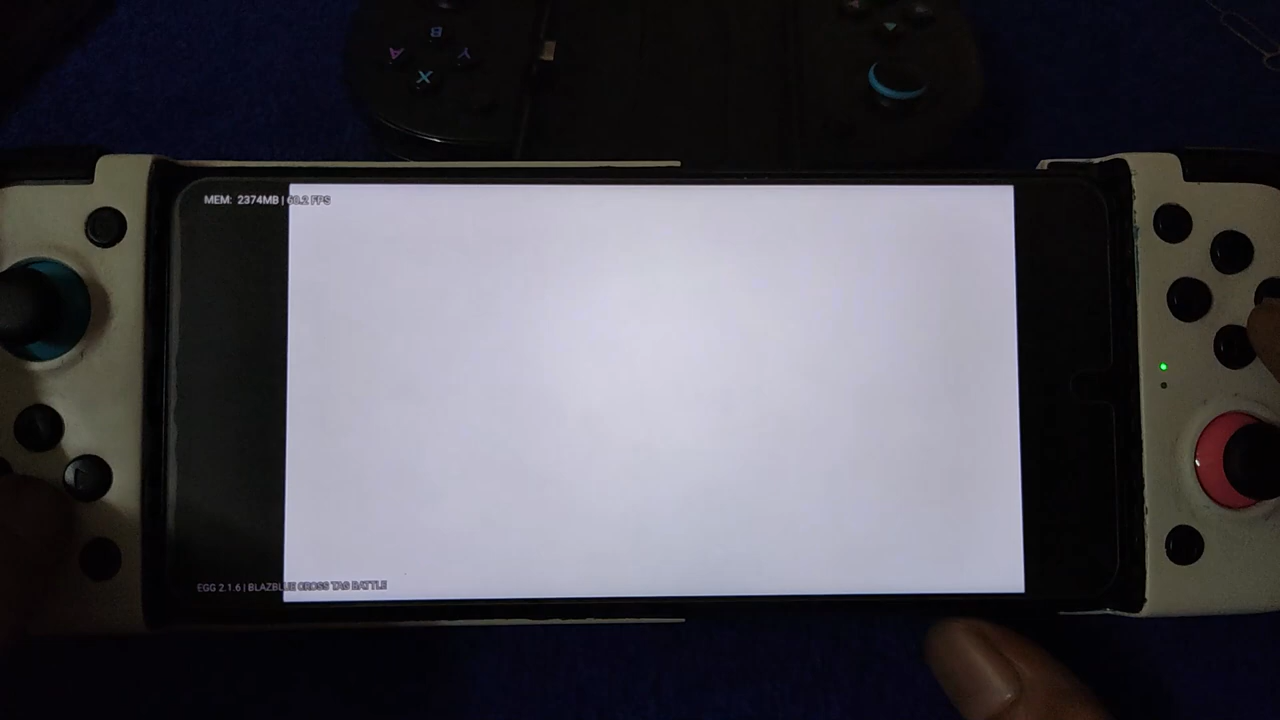 B
A
Y
X
MEM: 2374MB | 60.2 FPS
EGG 2.1.6 | BLAZBLUE CROSS TAG BATTLE